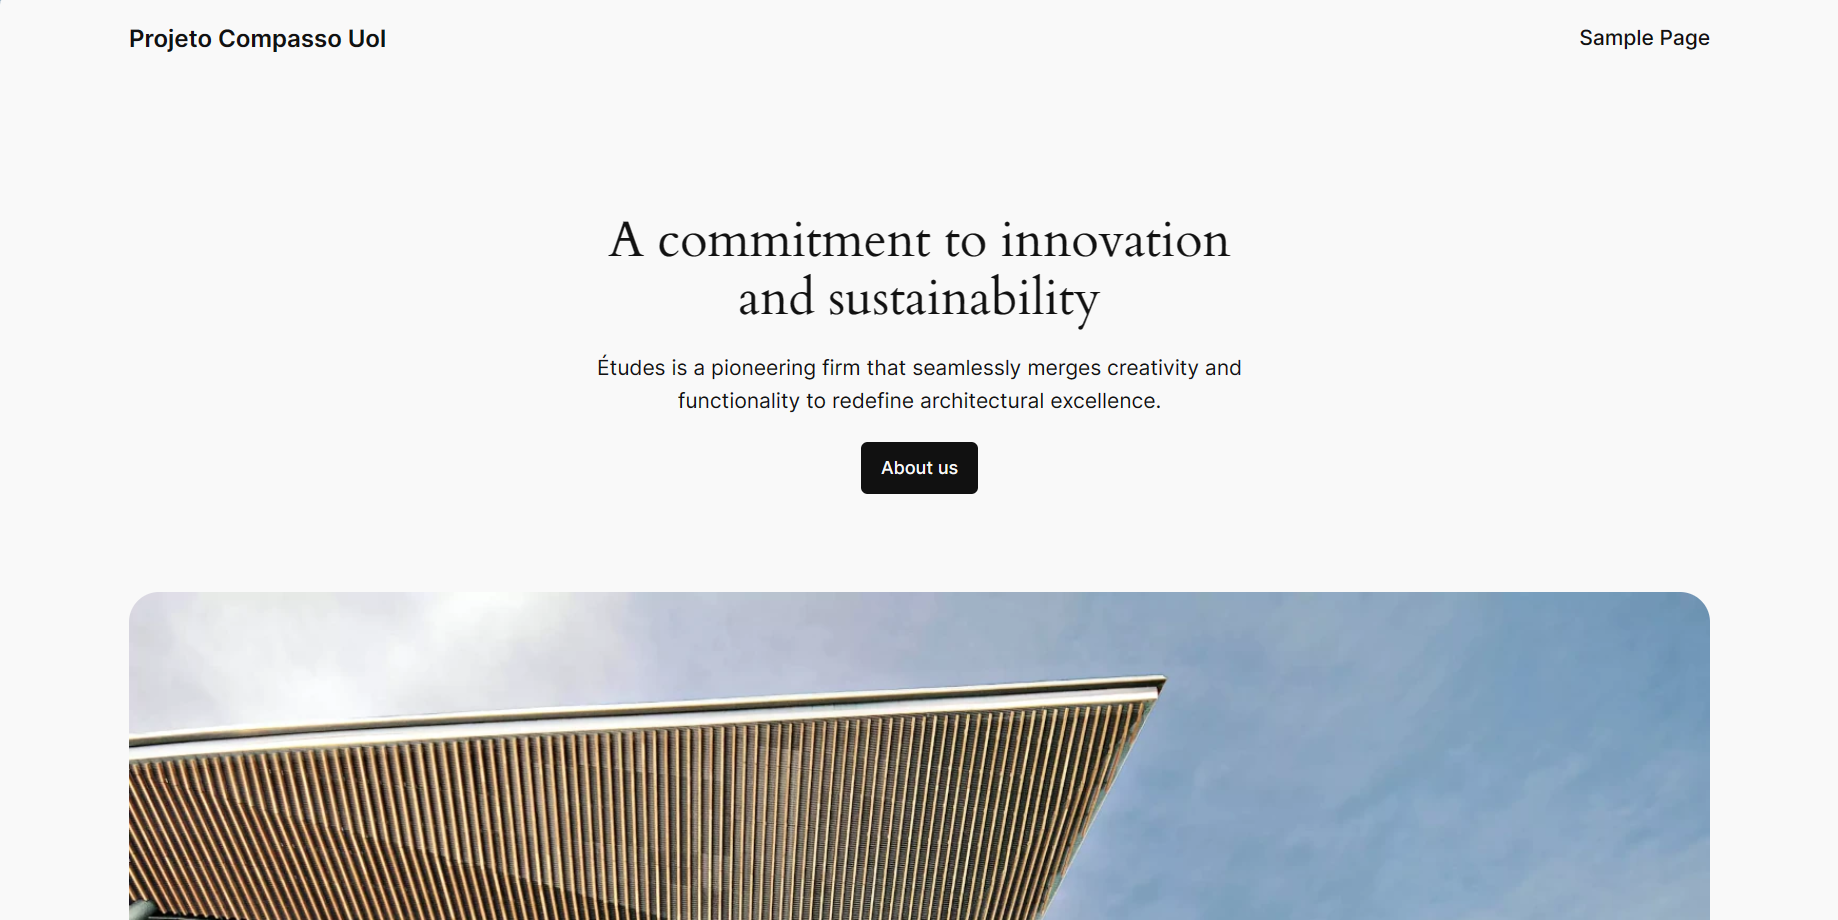 Projeto Compasso Uol
Sample Page
A commitment to innovation
and sustainability
Études is a pioneering firm that seamlessly merges creativity and
functionality to redefine architectural excellence.
About us